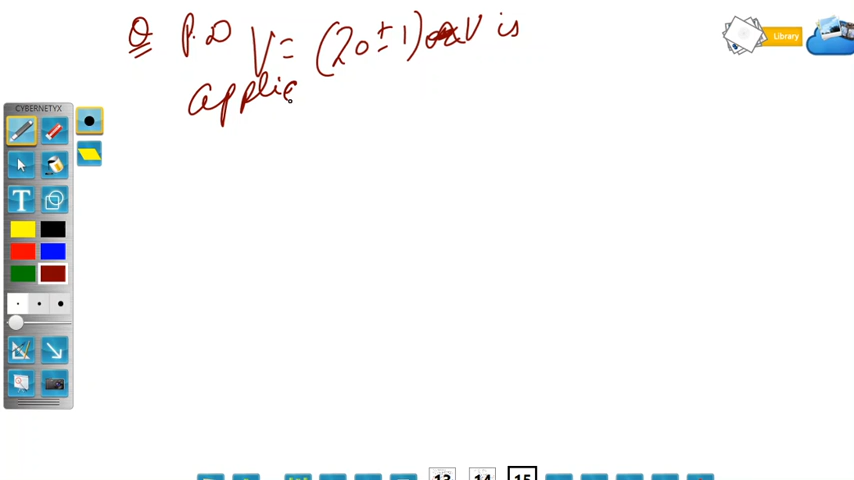 Q P.D V = (20 ± 1) V is
applie
Library
CYBERNETYX
T
13 14 15